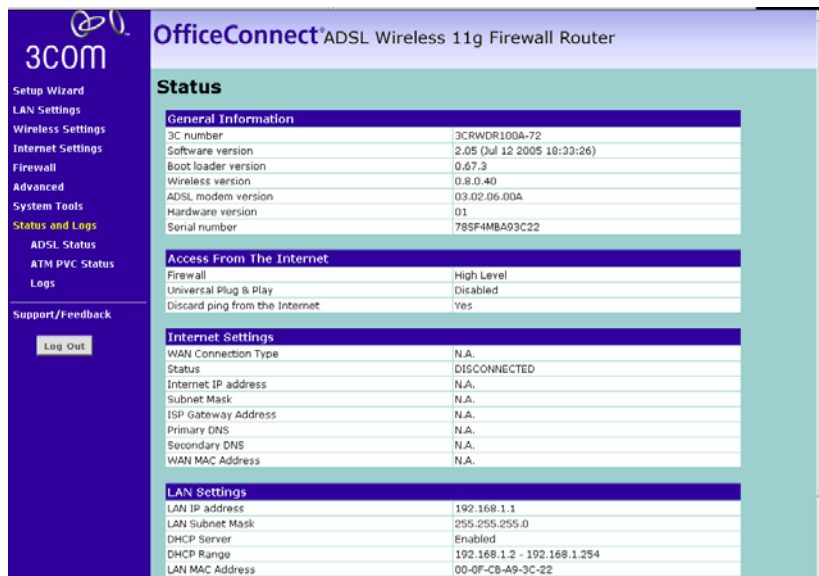 3COM
OfficeConnect ADSL Wireless 11g Firewall Router
Setup Wizard
LAN Settings
Wireless Settings
Internet Settings
Firewall
Advanced
System Tools
Status and Logs
ADSL Status
ATM PVC Status
Logs
Support/Feedback
Log Out
Status
General Information
3C number 3CRWDR100A-72
Software version 2.05 (Jul 12 2005 10:33:26)
Boot loader version 0.67.3
Wireless version 0.8.0.40
ADSL modem version 03.02.06.00A
Hardware version 01
Serial number 78SF4MBA93C22
Access From The Internet
Firewall High Level
Universal Plug & Play Disabled
Discard ping from the Internet Yes
Internet Settings
WAN Connection Type N.A.
Status DISCONNECTED
Internet IP address N.A.
Subnet Mask N.A.
ISP Gateway Address N.A.
Primary DNS N.A.
Secondary DNS N.A.
WAN MAC Address N.A.
LAN Settings
LAN IP address 192.168.1.1
LAN Subnet Mask 255.255.255.0
DHCP Server Enabled
DHCP Range 192.168.1.2 - 192.168.1.254
LAN MAC Address 00-0F-CB-A9-3C-22